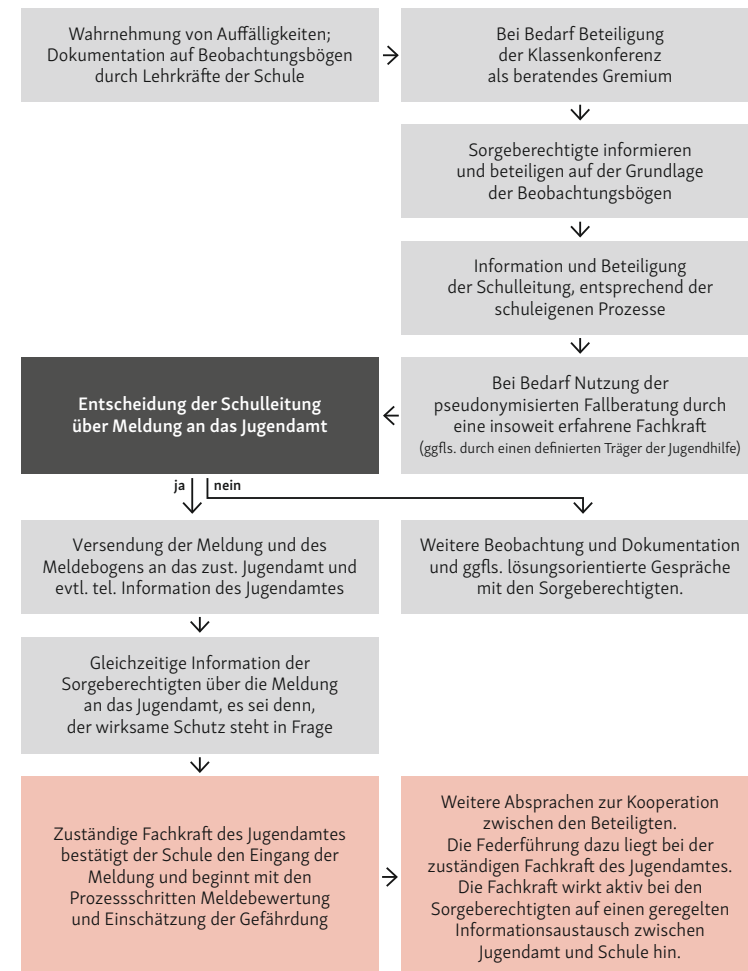 Wahrnehmung von Auffälligkeiten;
Dokumentation auf Beobachtungsbögen
durch Lehrkräfte der Schule
Bei Bedarf Beteiligung
der Klassenkonferenz
als beratendes Gremium
Sorgeberechtigte informieren
und beteiligen auf der Grundlage
der Beobachtungsbögen
Information und Beteiligung
der Schulleitung, entsprechend der
schuleigenen Prozesse
Bei Bedarf Nutzung der
pseudonymisierten Fallberatung durch
eine insoweit erfahrene Fachkraft
(ggfls. durch einen definierten Träger der Jugendhilfe)
Entscheidung der Schulleitung
über Meldung an das Jugendamt
ja
nein
Versendung der Meldung und des
Meldebogens an das zust. Jugendamt und
evtl. tel. Information des Jugendamtes
Weitere Beobachtung und Dokumentation
und ggfls. lösungsorientierte Gespräche
mit den Sorgeberechtigten.
Gleichzeitige Information der
Sorgeberechtigten über die Meldung
an das Jugendamt, es sei denn,
der wirksame Schutz steht in Frage
Zuständige Fachkraft des Jugendamtes
bestätigt der Schule den Eingang der
Meldung und beginnt mit den
Prozessschritten Meldebewertung
und Einschätzung der Gefährdung
Weitere Absprachen zur Kooperation
zwischen den Beteiligten.
Die Federführung dazu liegt bei der
zuständigen Fachkraft des Jugendamtes.
Die Fachkraft wirkt aktiv bei den
Sorgeberechtigten auf einen geregelten
Informationsaustausch zwischen
Jugendamt und Schule hin.